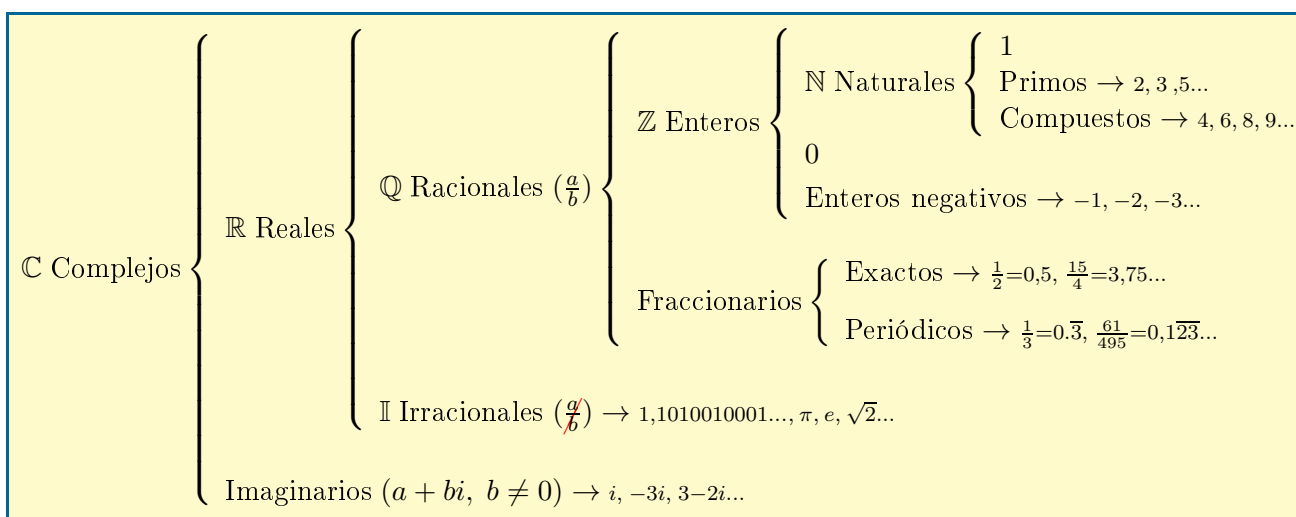 1
ℕ Naturales
Primos → 2, 3 ,5...
Compuestos → 4, 6, 8, 9...
ℤ Enteros
0
ℚ Racionales (a/b)
Enteros negativos → −1, −2, −3...
ℝ Reales
ℂ Complejos
Exactos → 1/2=0,5, 15/4=3,75...
Fraccionarios
Periódicos → 1/3=0.3̅, 61/495=0,12̅3̅...
𝕀 Irracionales (a/b) → 1,1010010001..., π, e, √2...
Imaginarios (a + bi, b ≠ 0) → i, −3i, 3−2i...